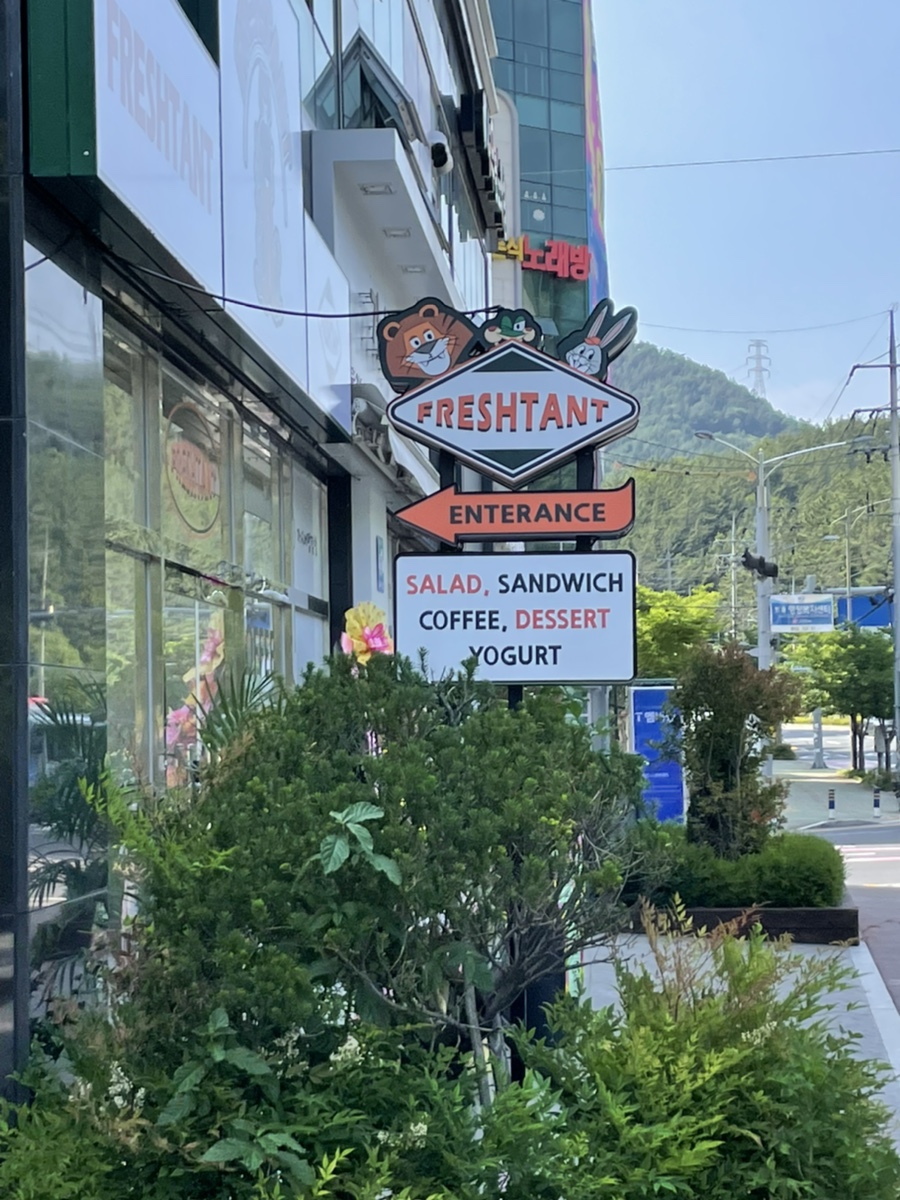 FRESHTANT
노래방
FRESHTANT
ENTERANCE
SALAD, SANDWICH
COFFEE, DESSERT
YOGURT